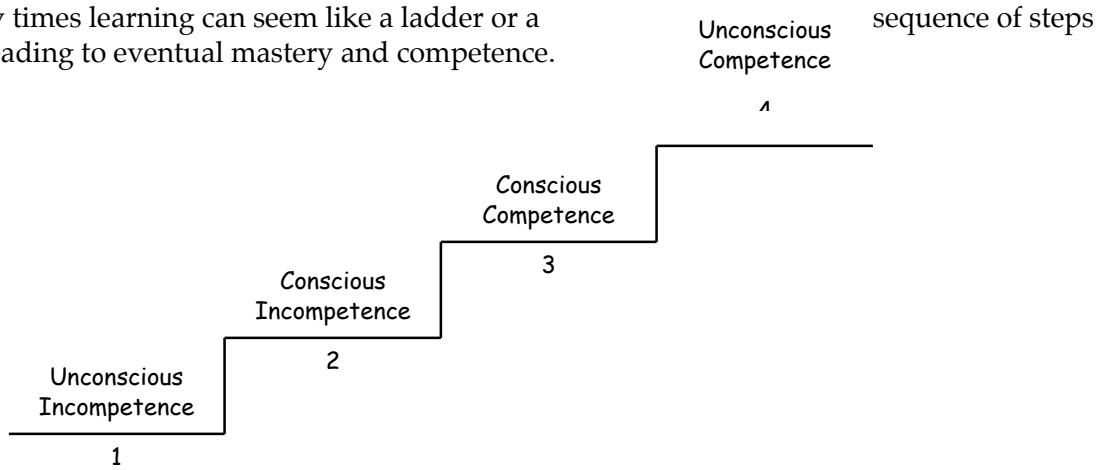 times learning can seem like a ladder or a sequence of steps
to eventual mastery and competence.
Unconscious
Competence
Conscious
Competence
3
Conscious
Incompetence
2
Unconscious
Incompetence
1